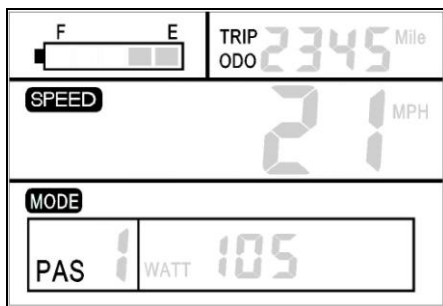 F E
TRIP 2345 Mile
ODO
SPEED
21 MPH
MODE
PAS 1 WATT 105